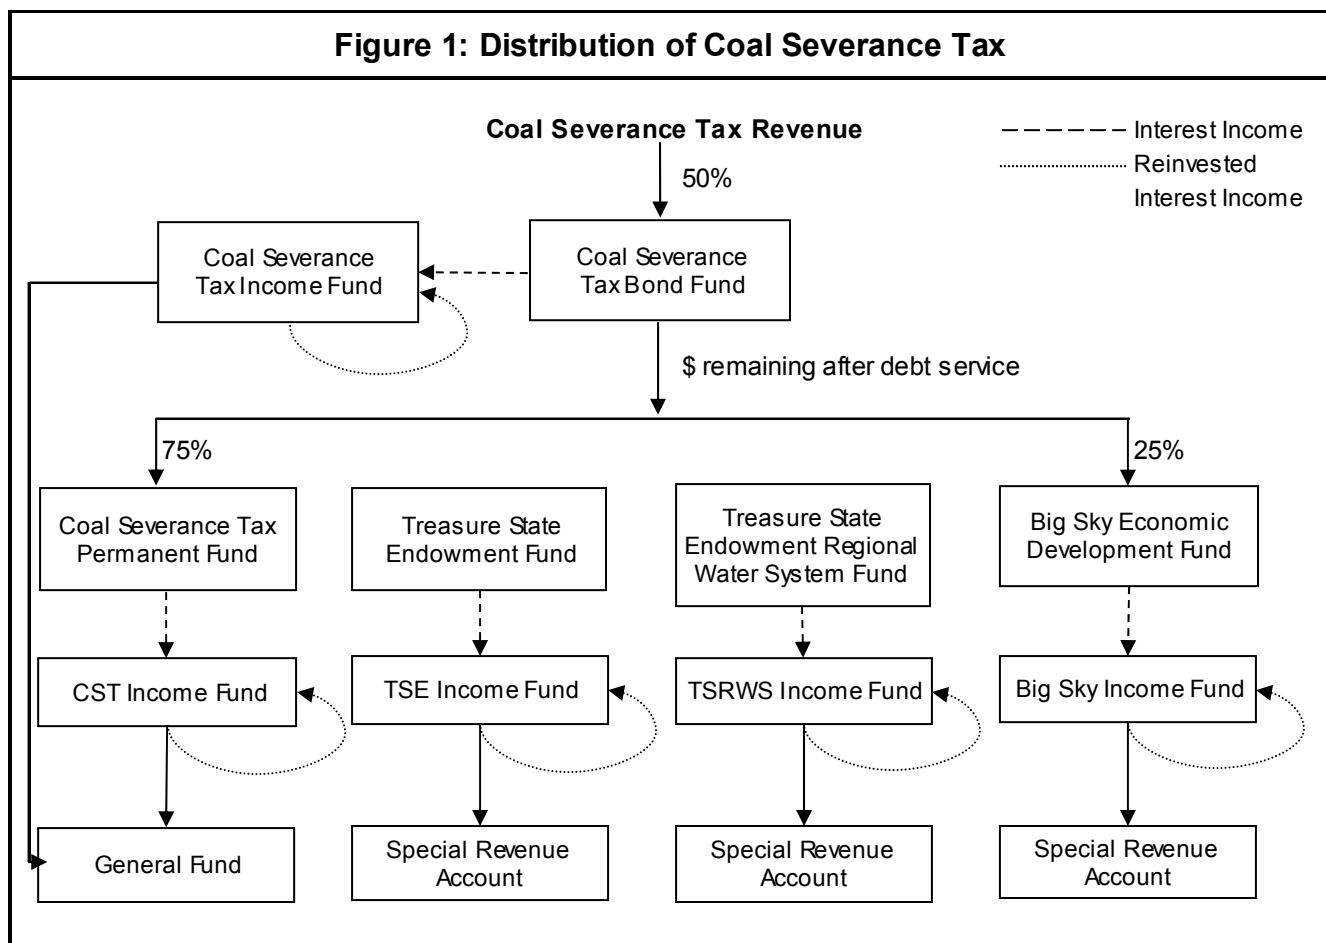 Figure 1: Distribution of Coal Severance Tax
Coal Severance Tax Revenue
Interest Income
Reinvested
Interest Income
50%
Coal Severance
Tax Income Fund
Coal Severance
Tax Bond Fund
$ remaining after debt service
75%
25%
Coal Severance Tax
Permanent Fund
Treasure State
Endowment Fund
Treasure State
Endowment Regional
Water System Fund
Big Sky Economic
Development Fund
CST Income Fund
TSE Income Fund
TSRWS Income Fund
Big Sky Income Fund
General Fund
Special Revenue
Account
Special Revenue
Account
Special Revenue
Account